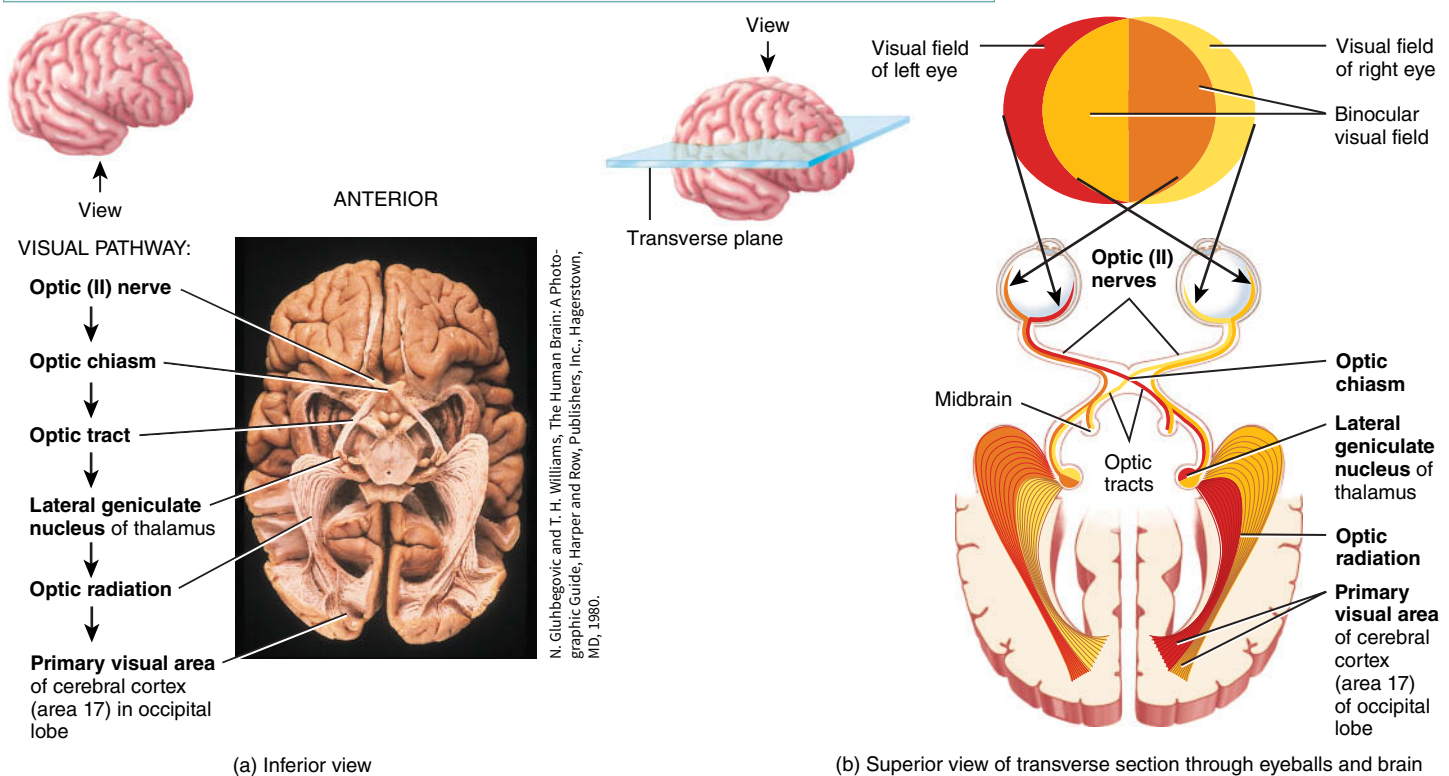 View
ANTERIOR
VISUAL PATHWAY:
Optic (II) nerve
Optic chiasm
Optic tract
Lateral geniculate
nucleus of thalamus
Optic radiation
Primary visual area
of cerebral cortex
(area 17) in occipital
lobe
N. Gluhbegovic and T. H. Williams, The Human Brain: A Photo-
graphic Guide, Harper and Row, Publishers, Inc., Hagerstown,
MD, 1980.
(a) Inferior view
View
Transverse plane
Visual field
of left eye
Visual field
of right eye
Binocular
visual field
Optic (II)
nerves
Optic
chiasm
Midbrain
Lateral
geniculate
nucleus of
thalamus
Optic
tracts
Optic
radiation
Primary
visual area
of cerebral
cortex
(area 17)
of occipital
lobe
(b) Superior view of transverse section through eyeballs and brain